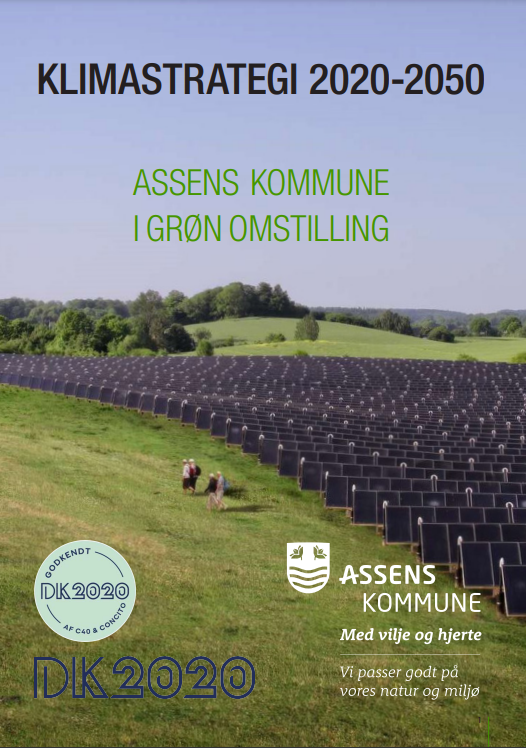 KLIMASTRATEGI 2020-2050
ASSENS KOMMUNE
I GRØN OMSTILLING
GODKENDT
DK2020
AF C40 & CONCITO
DK2020
ASSENS
KOMMUNE
Med vilje og hjerte
Vi passer godt på
vores natur og miljø